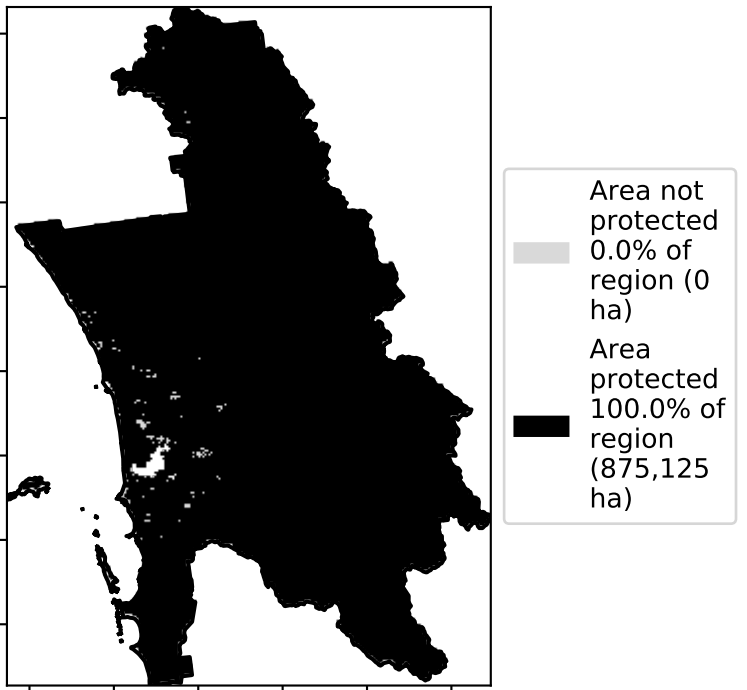 Area not
protected
0.0% of
region (0
ha)
Area
protected
100.0% of
region
(875,125
ha)